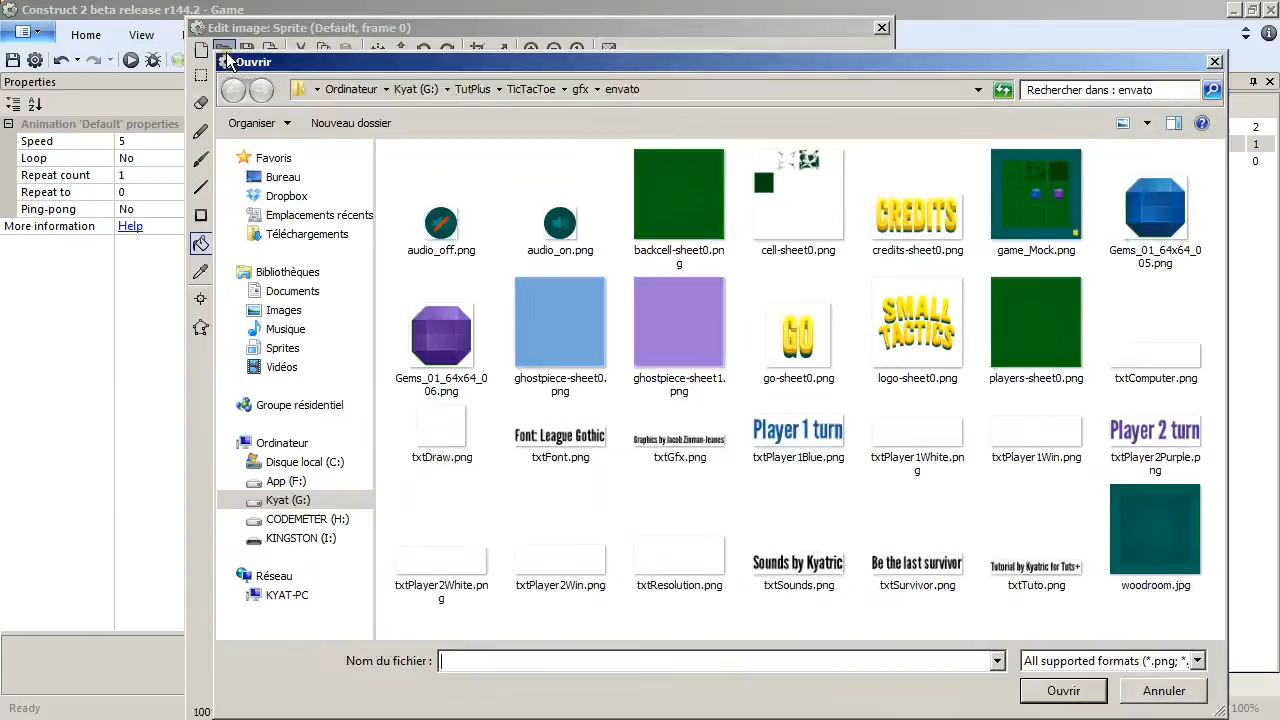 Construct 2 beta release r144.2 - Game
Edit image: Sprite (Default, frame 0)
Home
View
Ouvrir
Properties
Ordinateur
Kyat (G:)
TutPlus
TicTacToe
gfx
envato
Rechercher dans : envato
Organiser
Nouveau dossier
Animation 'Default' properties
Speed 5
Loop No
Repeat count 1
Repeat to 0
Ping-pong No
More information Help
2
1
0
Favoris
Bureau
Dropbox
Emplacements récents
Téléchargements
Bibliothèques
Documents
Images
Musique
Sprites
Vidéos
Groupe résidentiel
Ordinateur
Disque local (C:)
App (F:)
Kyat (G:)
CODEMETER (H:)
KINGSTON (I:)
Réseau
KYAT-PC
CREDITS
audio_off.png
audio_on.png
backcell-sheet0.pn
g
cell-sheet0.png
credits-sheet0.png
game_Mock.png
Gems_01_64x64_0
05.png
GO
SMALL
TACTICS
Gems_01_64x64_0
06.png
ghostpiece-sheet0.
png
ghostpiece-sheet1.
png
go-sheet0.png
logo-sheet0.png
players-sheet0.png
txtComputer.png
Font: League Gothic
Graphics by Jacob Zinman-Jeanes
Player 1 turn
Player 2 turn
txtDraw.png
txtFont.png
txtGfx.png
txtPlayer1Blue.png
txtPlayer1White.pn
g
txtPlayer1Win.png
txtPlayer2Purple.p
ng
Sounds by Kyatric
Be the last survivor
Tutorial by Kyatric for Tuts+
txtPlayer2White.pn
g
txtPlayer2Win.png
txtResolution.png
txtSounds.png
txtSurvivor.png
txtTuto.png
woodroom.jpg
Nom du fichier :
All supported formats (*.png; *.
Ouvrir
Annuler
Ready
100
100%